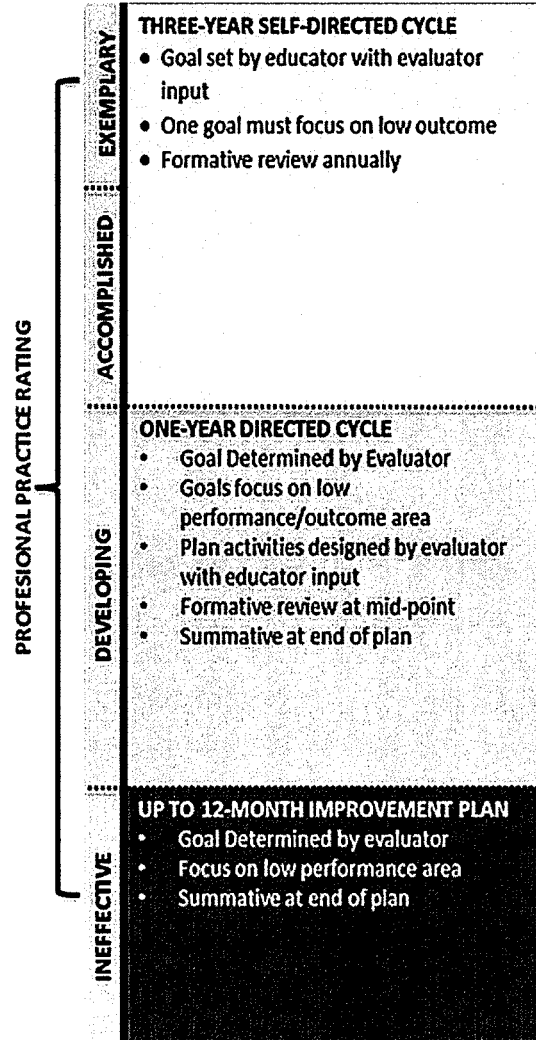 PROFESIONAL PRACTICE RATING
EXEMPLARY
THREE-YEAR SELF-DIRECTED CYCLE
• Goal set by educator with evaluator
input
• One goal must focus on low outcome
• Formative review annually
ACCOMPLISHED
DEVELOPING
ONE-YEAR DIRECTED CYCLE
• Goal Determined by Evaluator
• Goals focus on low
performance/outcome area
• Plan activities designed by evaluator
with educator input
• Formative review at mid-point
• Summative at end of plan
INEFFECTIVE
UP TO 12-MONTH IMPROVEMENT PLAN
• Goal Determined by evaluator
• Focus on low performance area
• Summative at end of plan